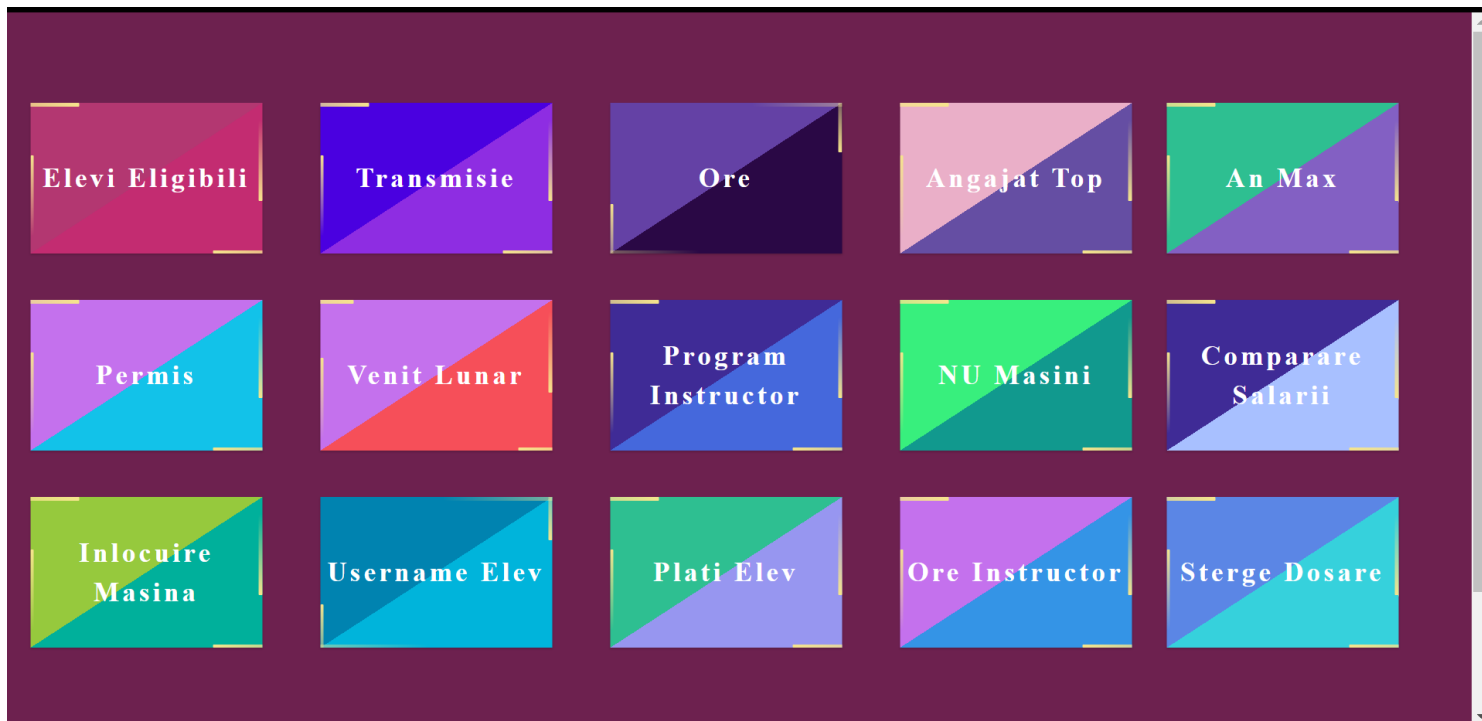 Elevi Eligibili
Transmisie
Ore
Angajat Top
An Max
Permis
Venit Lunar
Program
Instructor
NU Masini
Comparare
Salarii
Inlocuire
Masina
Username Elev
Plati Elev
Ore Instructor
Sterge Dosare